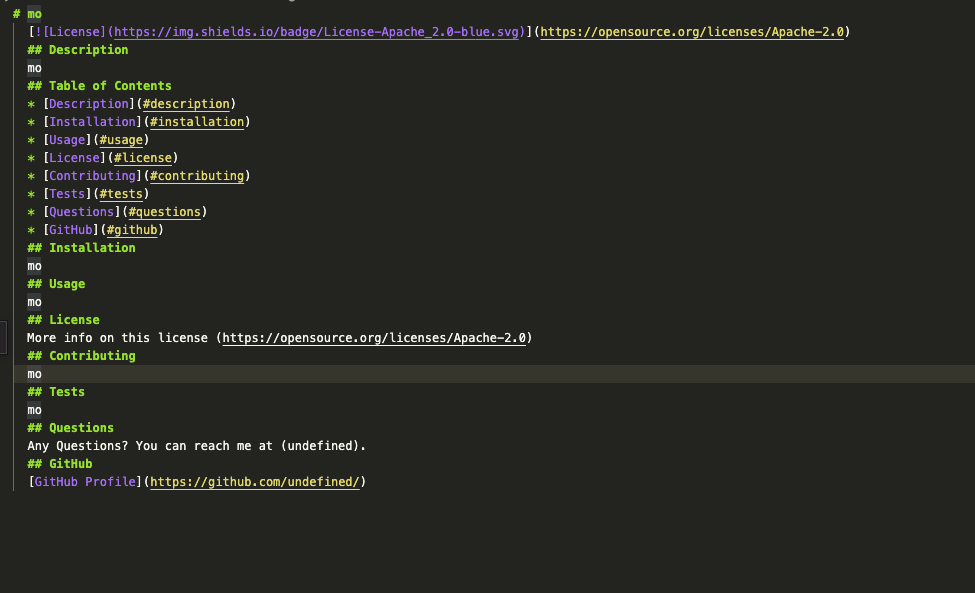 # mo
[![License](https://img.shields.io/badge/License-Apache_2.0-blue.svg)](https://opensource.org/licenses/Apache-2.0)
## Description
mo
## Table of Contents
* [Description](#description)
* [Installation](#installation)
* [Usage](#usage)
* [License](#license)
* [Contributing](#contributing)
* [Tests](#tests)
* [Questions](#questions)
* [GitHub](#github)
## Installation
mo
## Usage
mo
## License
More info on this license (https://opensource.org/licenses/Apache-2.0)
## Contributing
mo
## Tests
mo
## Questions
Any Questions? You can reach me at (undefined).
## GitHub
[GitHub Profile](https://github.com/undefined/)